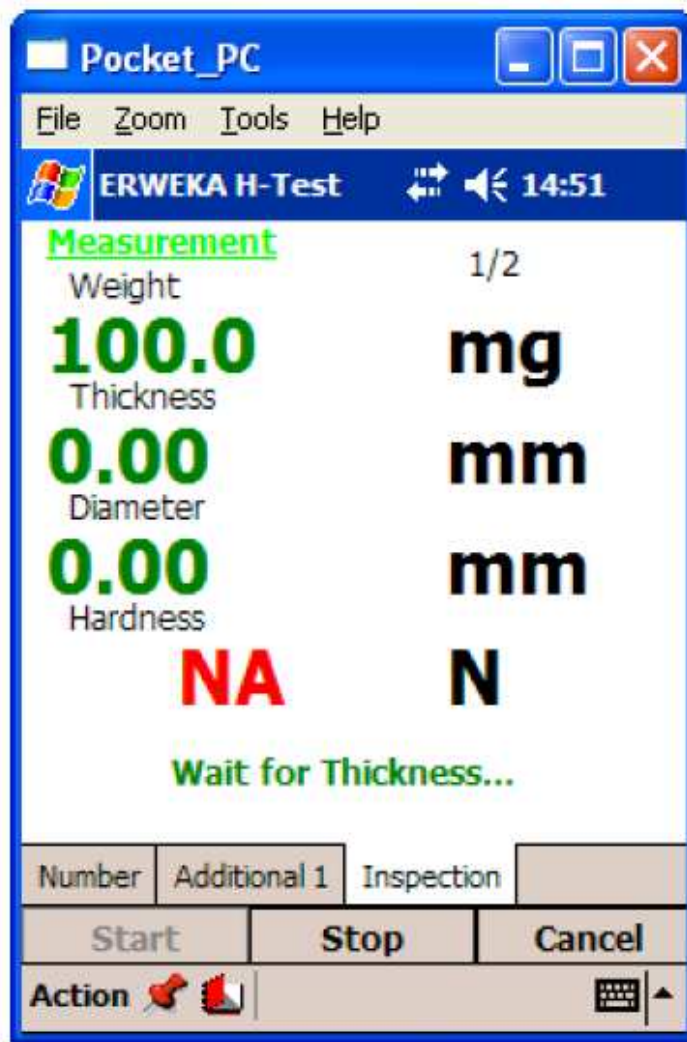 Pocket_PC
File Zoom Tools Help
ERWEKA H-Test 14:51
Measurement
1/2
Weight
100.0 mg
Thickness
0.00 mm
Diameter
0.00 mm
Hardness
NA N
Wait for Thickness...
Number Additional 1 Inspection
Start Stop Cancel
Action